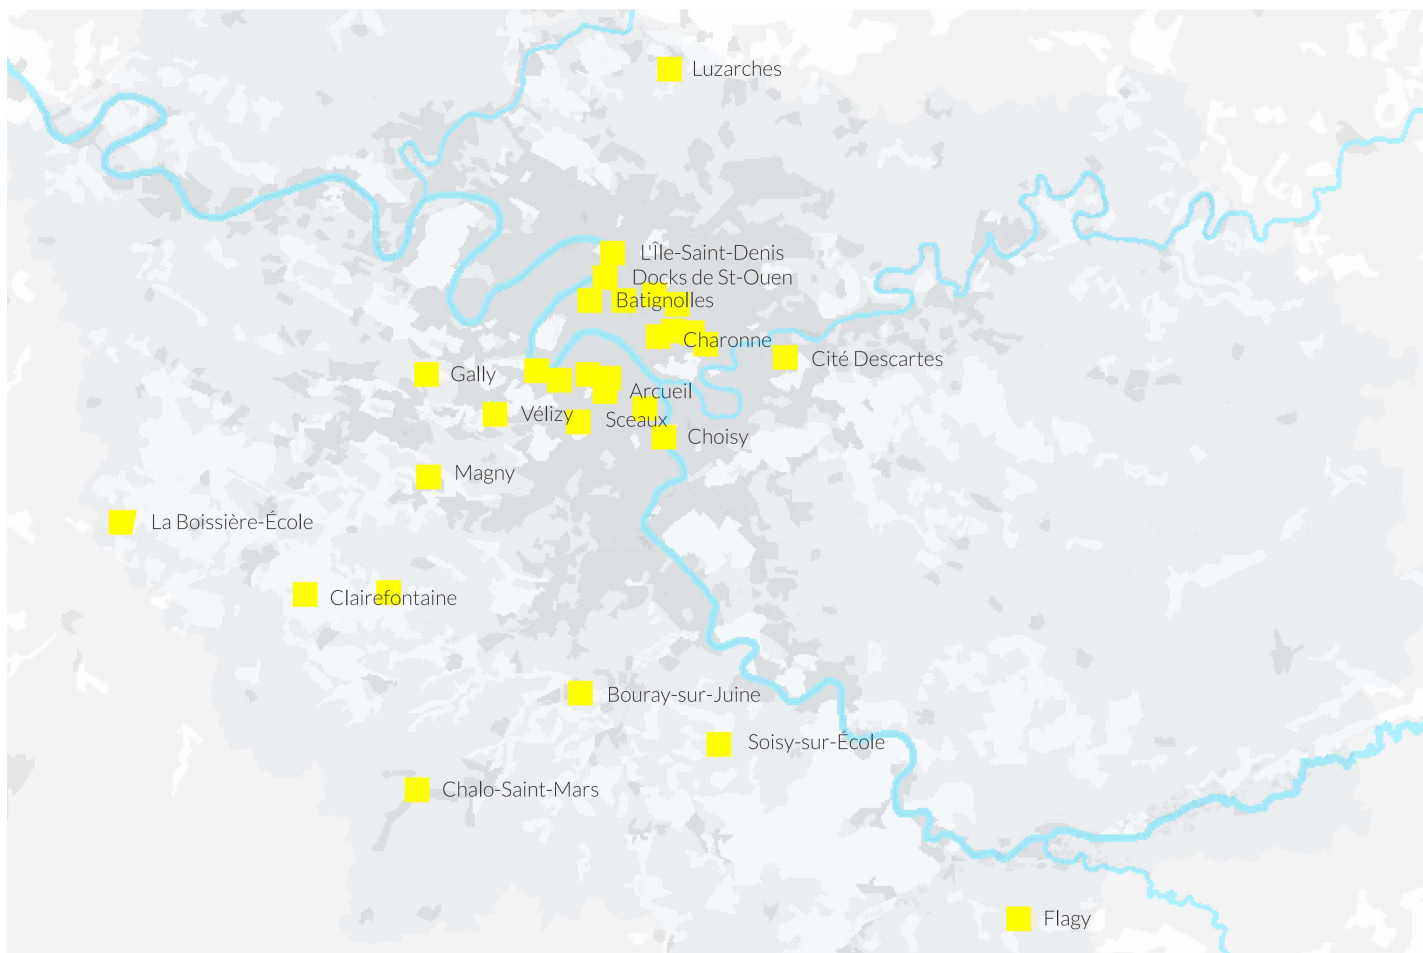 Luzarches
L'Île-Saint-Denis
Docks de St-Ouen
Batignolles
Charonne
Cité Descartes
Gally
Arcueil
Vélizy
Sceaux
Choisy
Magny
La Boissière-École
Clairefontaine
Bouray-sur-Juine
Soisy-sur-École
Chalo-Saint-Mars
Flagy